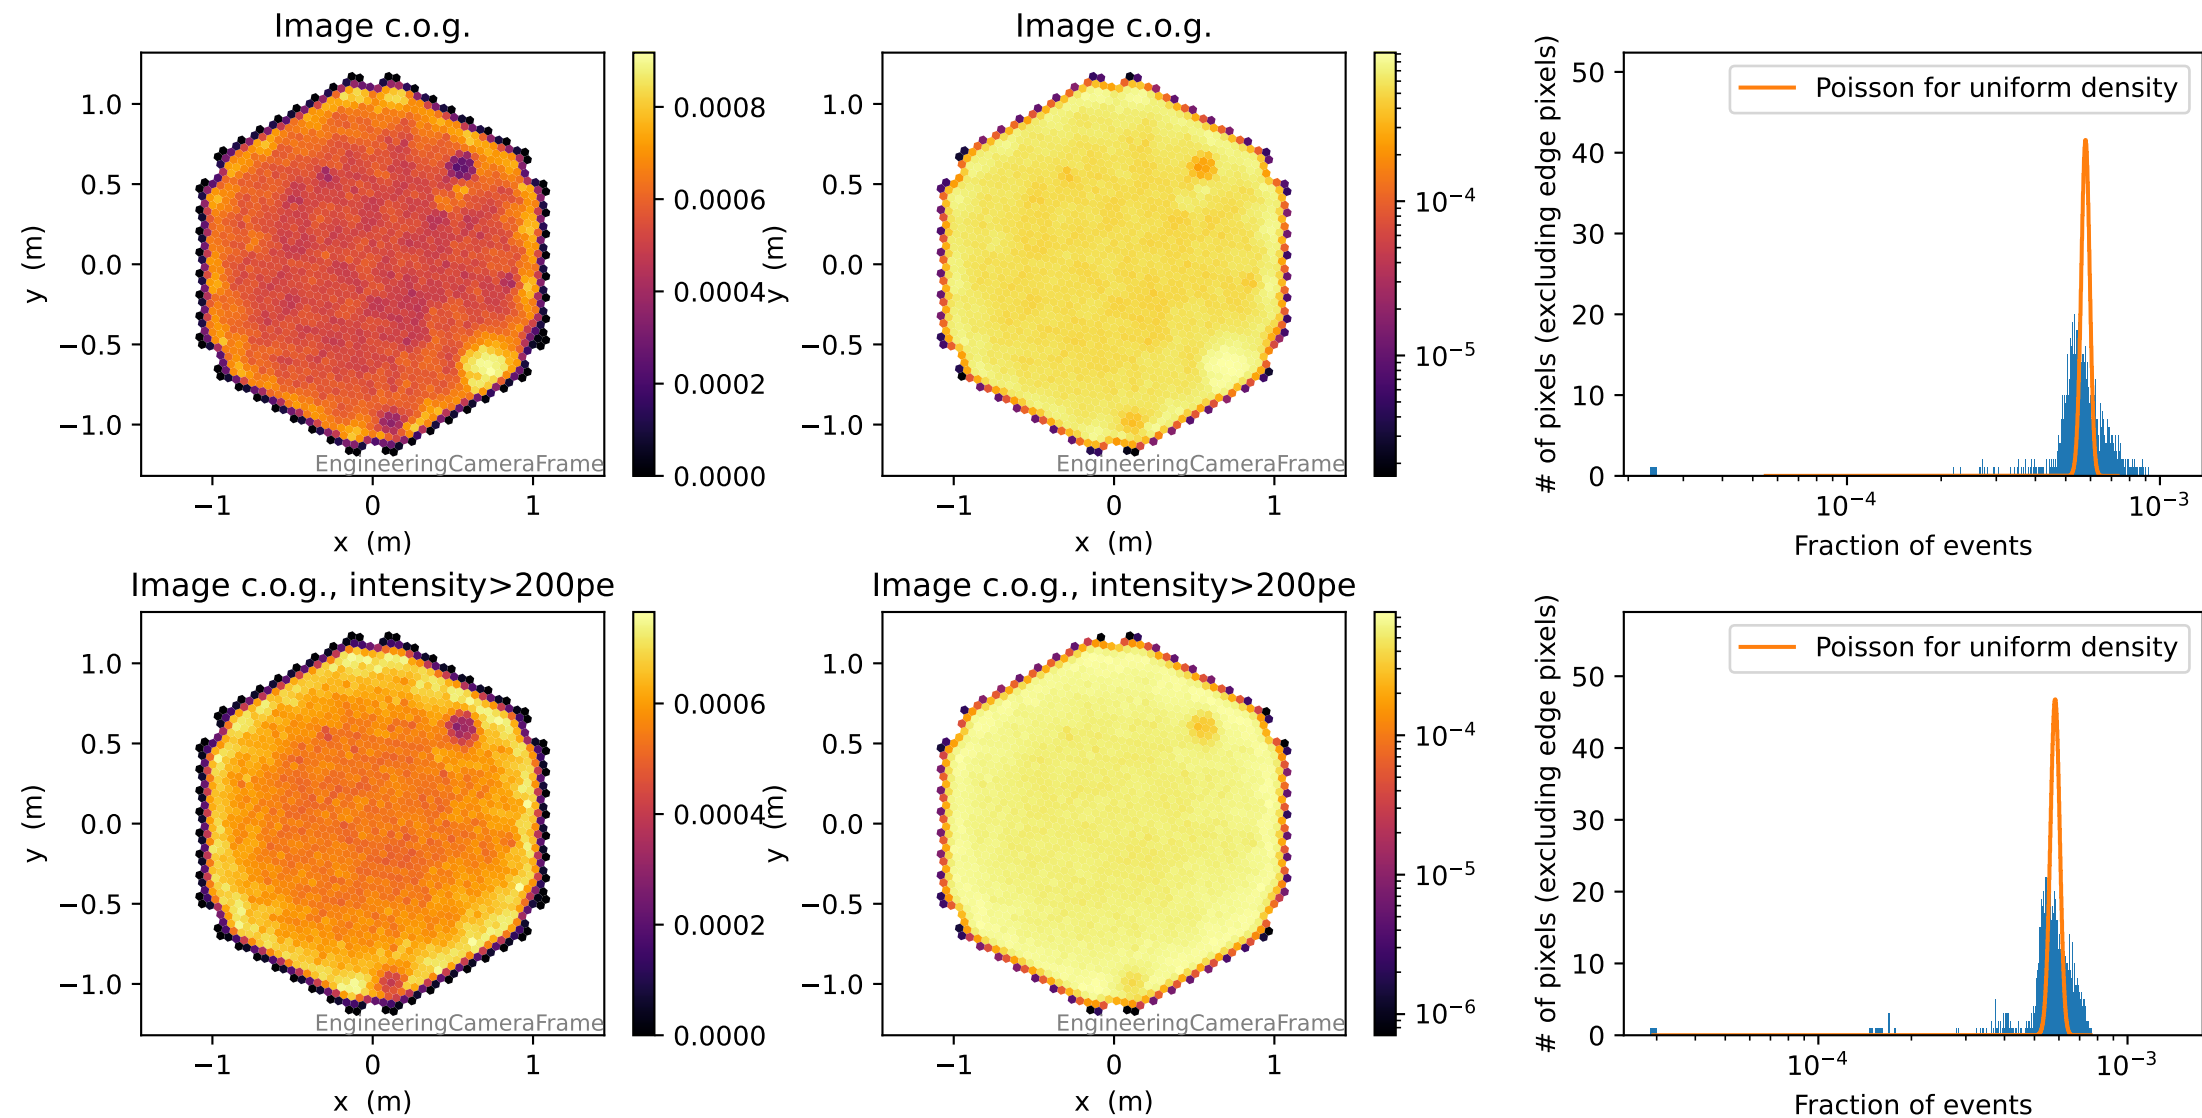 Image c.o.g.
1.0
0.5
0.0
−0.5
−1.0
y (m)
−1
0
1
x (m)
EngineeringCameraFrame
0.0008
0.0006
0.0004
0.0002
0.0000
Image c.o.g.
1.0
0.5
0.0
−0.5
−1.0
y (m)
−1
0
1
x (m)
EngineeringCameraFrame
10⁻⁴
10⁻⁵
# of pixels (excluding edge pixels)
50
40
30
20
10
0
Poisson for uniform density
10⁻⁴
10⁻³
Fraction of events
Image c.o.g., intensity>200pe
1.0
0.5
0.0
−0.5
−1.0
y (m)
−1
0
1
x (m)
EngineeringCameraFrame
0.0006
0.0004
0.0002
0.0000
Image c.o.g., intensity>200pe
1.0
0.5
0.0
−0.5
−1.0
y (m)
−1
0
1
x (m)
EngineeringCameraFrame
10⁻⁴
10⁻⁵
10⁻⁶
# of pixels (excluding edge pixels)
50
40
30
20
10
0
Poisson for uniform density
10⁻⁴
10⁻³
Fraction of events